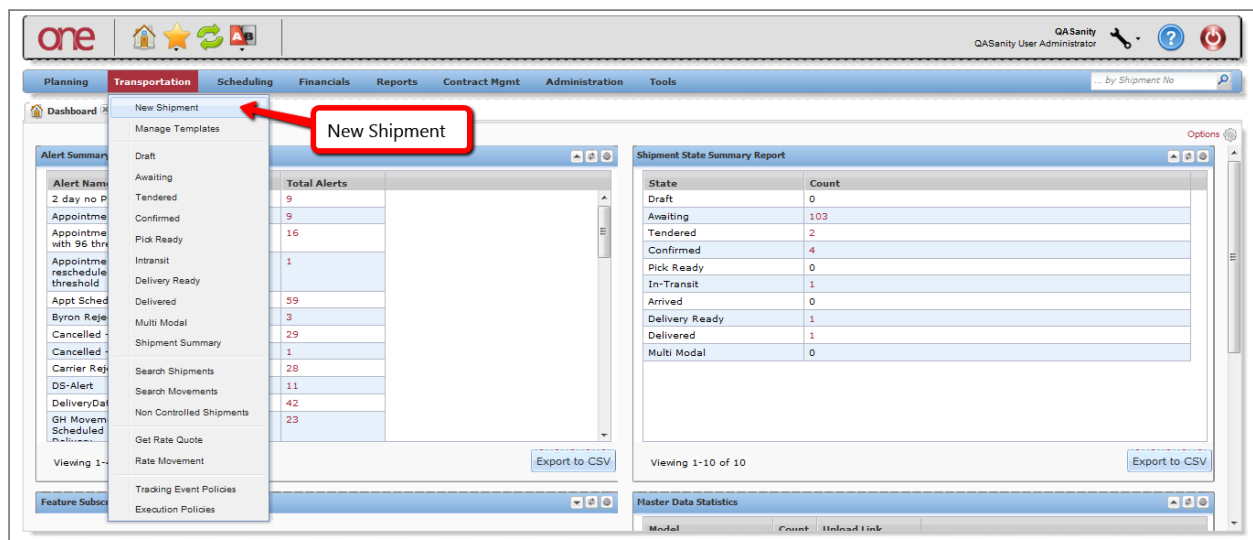 one
QASanity
QASanity User Administrator
Planning Transportation Scheduling Financials Reports Contract Mgmt Administration Tools
... by Shipment No
Dashboard
New Shipment
Manage Templates
Draft
Awaiting
Tendered
Confirmed
Pick Ready
Intransit
Delivery Ready
Delivered
Multi Modal
Shipment Summary
Search Shipments
Search Movements
Non Controlled Shipments
Get Rate Quote
Rate Movement
Tracking Event Policies
Execution Policies
New Shipment
Options
Alert Summary
Alert Nam Total Alerts
2 day no P 9
Appointme 9
Appointme 16
with 96 thre
Appointme 1
reschedule
threshold
Appt Sched 59
Byron Reje 3
Cancelled - 29
Cancelled - 1
Carrier Rej 28
DS-Alert 11
DeliveryDat 42
GH Movem 23
Scheduled
Delivery
Viewing 1-
Export to CSV
Shipment State Summary Report
State Count
Draft 0
Awaiting 103
Tendered 2
Confirmed 4
Pick Ready 0
In-Transit 1
Arrived 0
Delivery Ready 1
Delivered 1
Multi Modal 0
Viewing 1-10 of 10
Export to CSV
Feature Subsc
Master Data Statistics
Model Count Upload Link